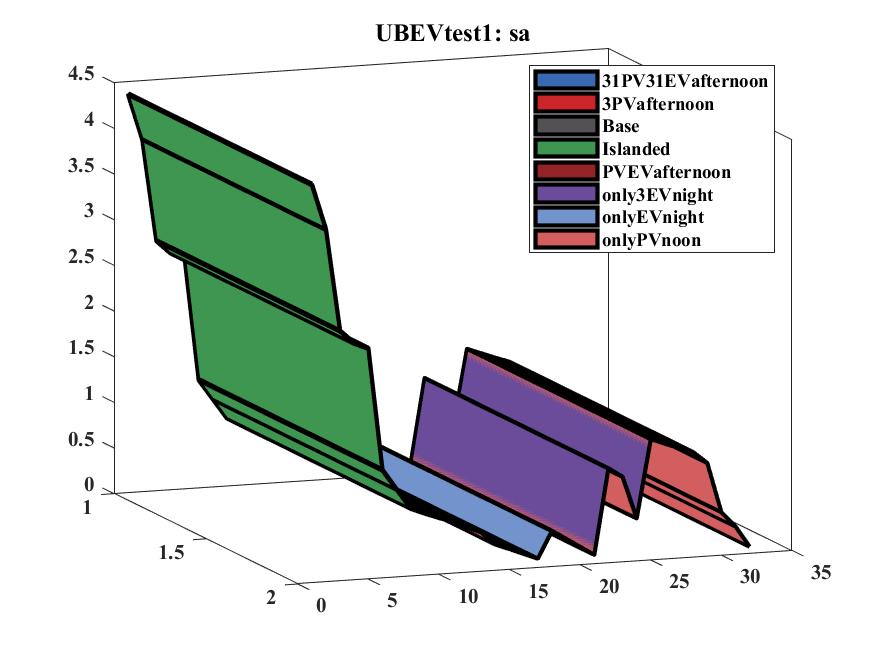 UBEVtest1: sa
31PV31EVafternoon
3PVafternoon
Base
Islanded
PVEVafternoon
only3EVnight
onlyEVnight
onlyPVnoon
4.5
4
3.5
3
2.5
2
1.5
1
0.5
0
1
1.5
2
0
5
10
15
20
25
30
35